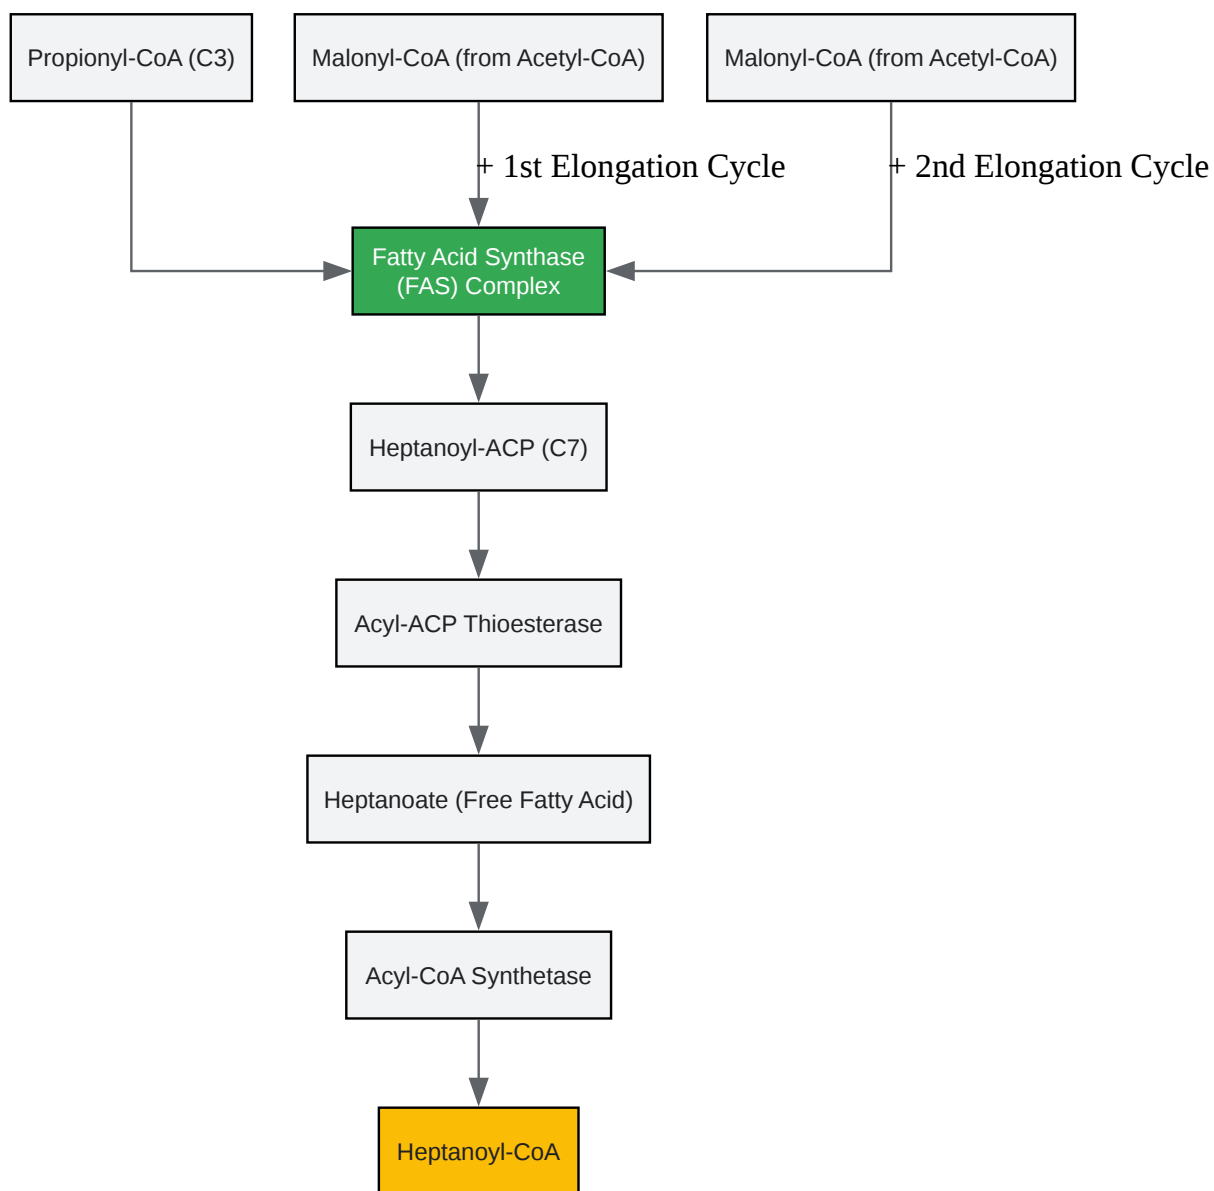 Propionyl-CoA (C3)
Malonyl-CoA (from Acetyl-CoA)
Malonyl-CoA (from Acetyl-CoA)
+ 1st Elongation Cycle
+ 2nd Elongation Cycle
Fatty Acid Synthase
(FAS) Complex
Heptanoyl-ACP (C7)
Acyl-ACP Thioesterase
Heptanoate (Free Fatty Acid)
Acyl-CoA Synthetase
Heptanoyl-CoA